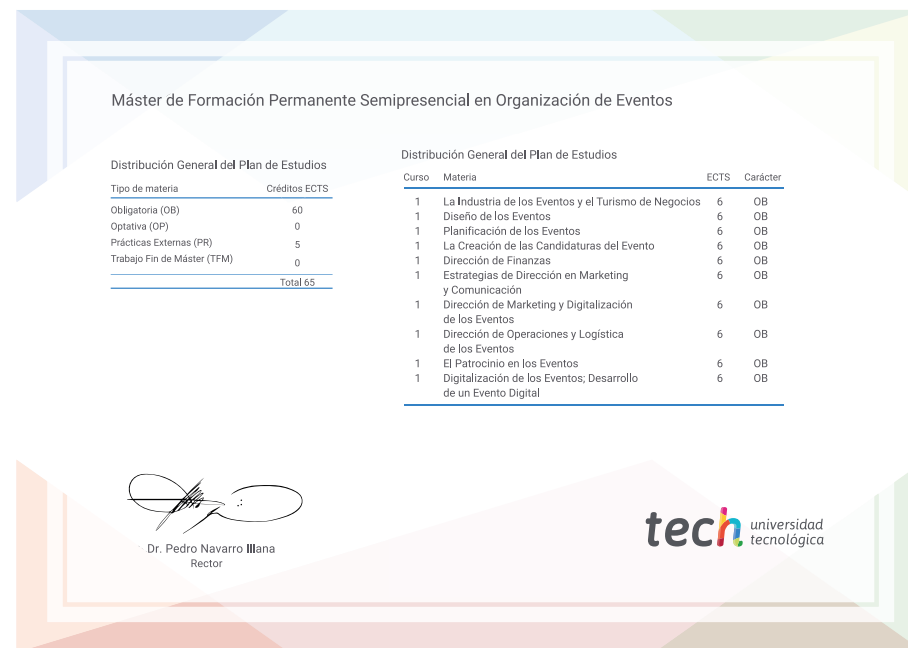 Máster de Formación Permanente Semipresencial en Organización de Eventos
Distribución General del Plan de Estudios
Tipo de materia Créditos ECTS
Obligatoria (OB) 60
Optativa (OP) 0
Prácticas Externas (PR) 5
Trabajo Fin de Máster (TFM) 0
Total 65
Distribución General del Plan de Estudios
Curso Materia ECTS Carácter
1 La Industria de los Eventos y el Turismo de Negocios 6 OB
1 Diseño de los Eventos 6 OB
1 Planificación de los Eventos 6 OB
1 La Creación de las Candidaturas del Evento 6 OB
1 Dirección de Finanzas 6 OB
1 Estrategias de Dirección en Marketing 6 OB
y Comunicación
1 Dirección de Marketing y Digitalización 6 OB
de los Eventos
1 Dirección de Operaciones y Logística 6 OB
de los Eventos
1 El Patrocinio en los Eventos 6 OB
1 Digitalización de los Eventos; Desarrollo 6 OB
de un Evento Digital
Dr. Pedro Navarro Illana
Rector
tech universidad
tecnológica